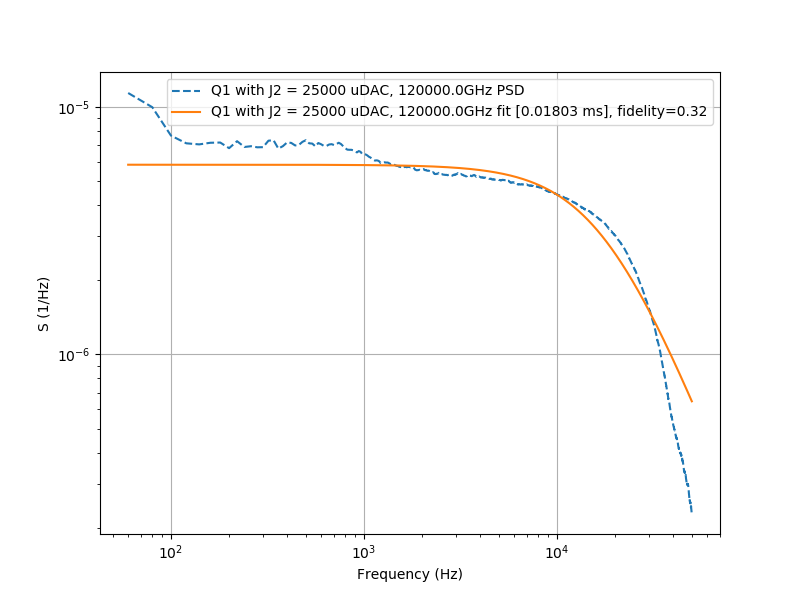 Q1 with J2 = 25000 uDAC, 120000.0GHz PSD
Q1 with J2 = 25000 uDAC, 120000.0GHz fit [0.01803 ms], fidelity=0.32
10⁻⁵
10⁻⁶
S (1/Hz)
10² 10³ 10⁴
Frequency (Hz)